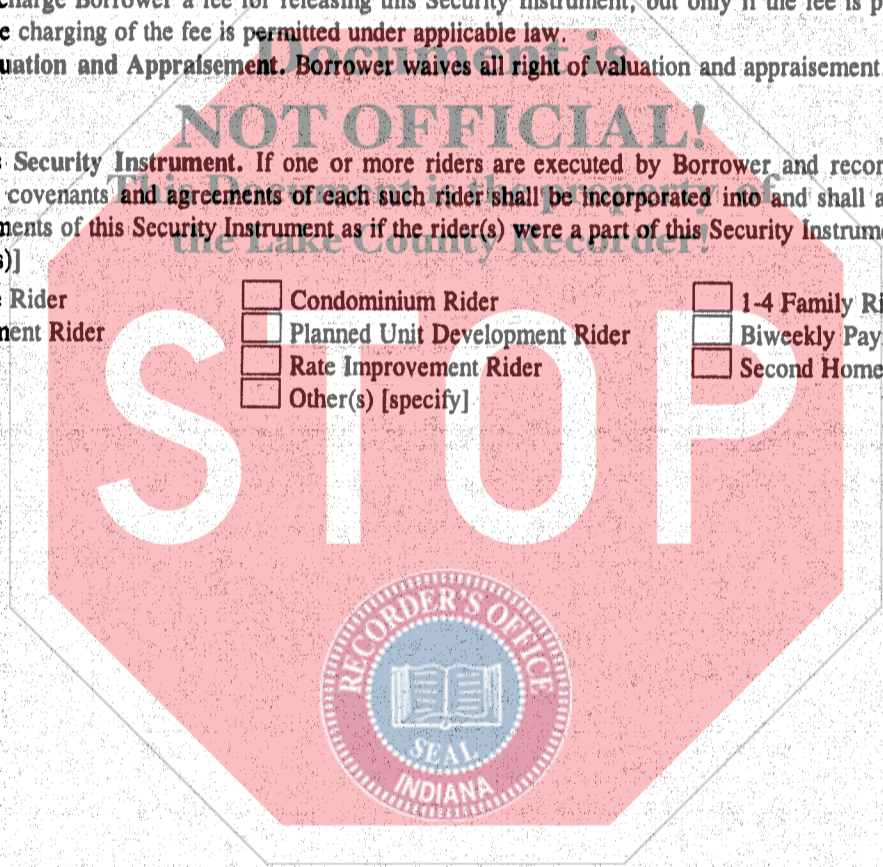 charge Borrower a fee for releasing this Security Instrument, but only if the fee is p
e charging of the fee is permitted under applicable law.
uation and Appraisement. Borrower waives all right of valuation and appraisement
Document is
NOT OFFICIAL!
This Document is the property of
the Lake County Recorder!
s Security Instrument. If one or more riders are executed by Borrower and recor
covenants and agreements of each such rider shall be incorporated into and shall a
nents of this Security Instrument as if the rider(s) were a part of this Security Instrume
s)]
Rider Condominium Rider 1-4 Family Ri
ment Rider Planned Unit Development Rider Biweekly Pay
Rate Improvement Rider Second Home
Other(s) [specify]
STOP
RECORDER'S OFFICE
SEAL
INDIANA